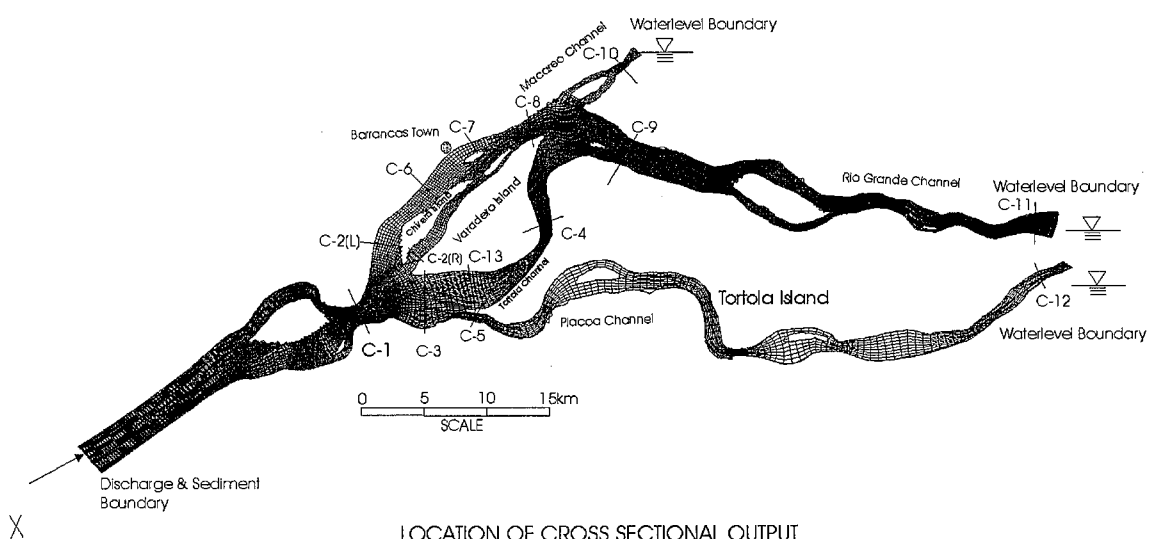 Waterlevel Boundary
Macareo Channel
C-10
C-8
C-7
Barrancas Town
C-9
C-6
Chivera Island
Varadero Island
Rio Grande Channel
Waterlevel Boundary
C-11
C-2(L)
C-4
C-2(R)
C-13
Tortola Channel
Tortola Island
C-12
Piacoa Channel
C-5
C-1
C-3
Waterlevel Boundary
0 5 10 15km
SCALE
Discharge & Sediment
Boundary
X
LOCATION OF CROSS SECTIONAL OUTPUT